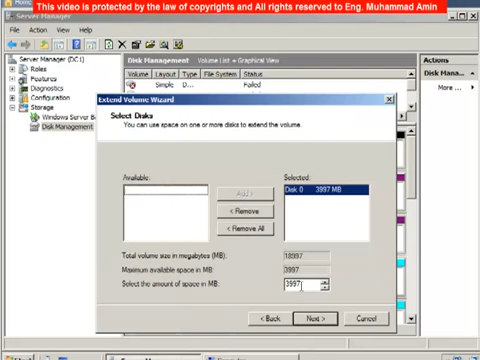 Home
This video is protected by the law of copyrights and All rights reserved to Eng. Muhammad Amin
Server Manager
File Action View Help
Server Manager (DC1)
Roles
Features
Diagnostics
Configuration
Storage
Windows Server Ba
Disk Management
Disk Management Volume List + Graphical View
Volume Layout Type File System Status
Simple D... Failed
Actions
Disk Mana...
More ...
Extend Volume Wizard
Select Disks
You can use space on one or more disks to extend the volume.
Available:
Selected:
Disk 0 3997 MB
Add >
< Remove
< Remove All
Total volume size in megabytes (MB):
18997
Maximum available space in MB:
3997
Select the amount of space in MB:
3997
< Back
Next >
Cancel